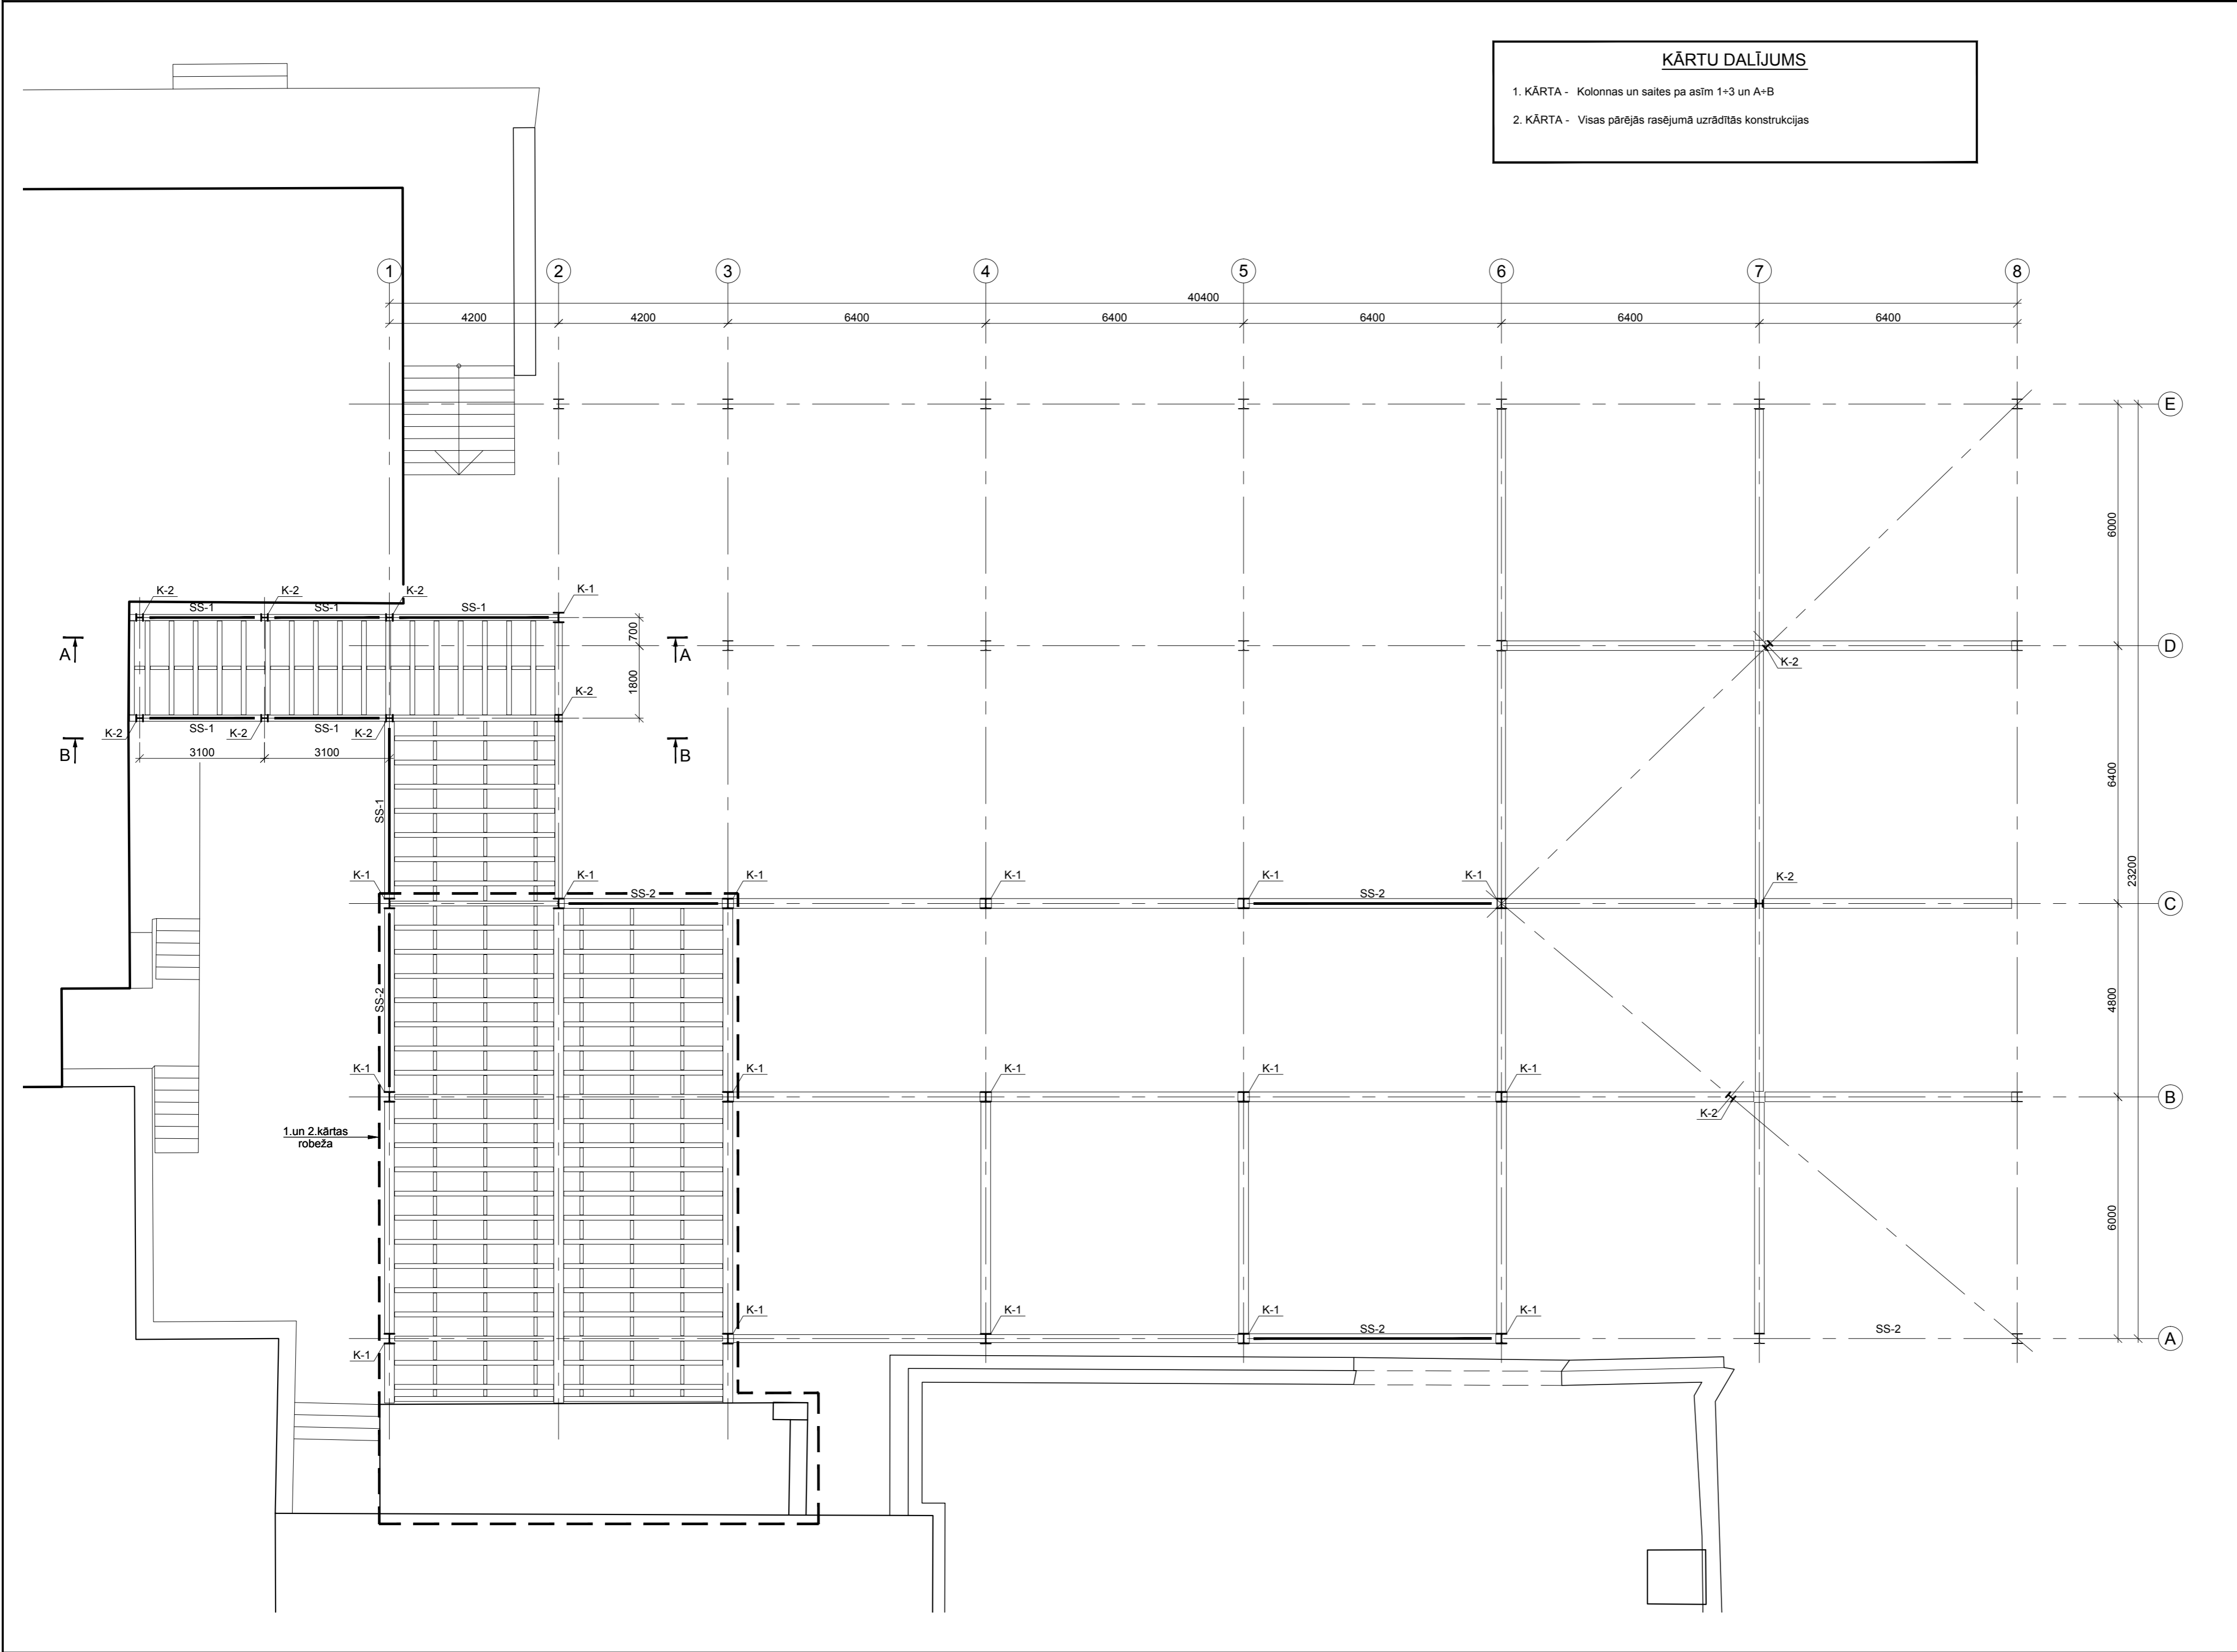 KĀRTU DALĪJUMS
1. KĀRTA - Kolonnas un saites pa asīm 1÷3 un A÷B
2. KĀRTA - Visas pārējās rasējumā uzrādītās konstrukcijas
1 2 3 4 5 6 7 8
40400
4200 4200 6400 6400 6400 6400 6400
E
6000
K-2 K-2 K-2 K-1
SS-1 SS-1 SS-1
700
A A D
K-2
1800
K-2
SS-1 SS-1
K-2 K-2 K-2
B B
3100 3100
6400
SS-1
23200
K-1 K-1 K-1 K-1 K-1 K-1 K-2
SS-2 SS-2
C
SS-2
4800
K-1 K-1 K-1 K-1 K-1
B
K-2
1.un 2.kārtas
robeža
6000
K-1 K-1 K-1 K-1
SS-2 SS-2
A
K-1